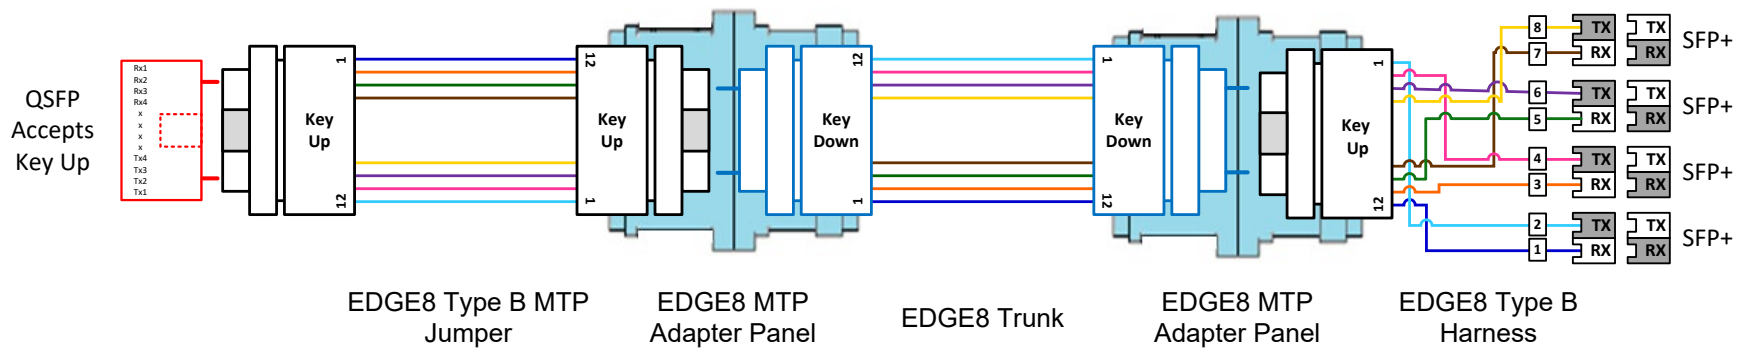 QSFP
Accepts
Key Up
Rx1
Rx2
Rx3
Rx4
x
x
x
x
Tx4
Tx3
Tx2
Tx1
Key
Up
1
12
12
Key
Up
1
Key
Down
12
1
1
Key
Down
12
Key
Up
1
12
8
7
6
5
4
3
2
1
TX
RX
TX
RX
SFP+
TX
RX
TX
RX
SFP+
TX
RX
TX
RX
SFP+
TX
RX
TX
RX
SFP+
EDGE8 Type B MTP
Jumper
EDGE8 MTP
Adapter Panel
EDGE8 Trunk
EDGE8 MTP
Adapter Panel
EDGE8 Type B
Harness